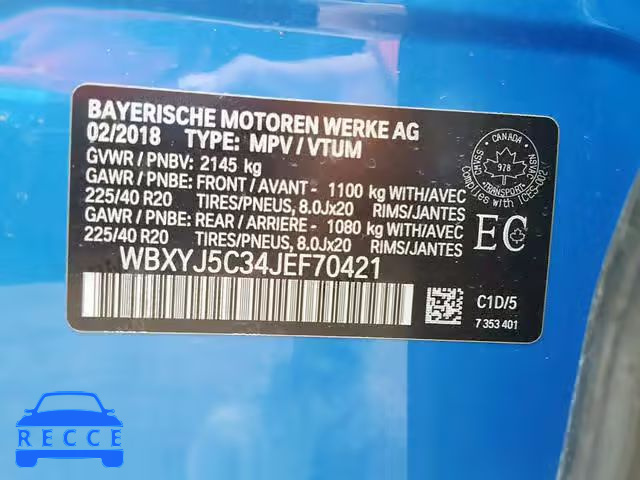 BAYERISCHE MOTOREN WERKE AG
02/2018 TYPE: MPV / VTUM
GVWR / PNBV: 2145 kg
GAWR / PNBE: FRONT / AVANT - 1100 kg WITH/AVEC
225/40 R20 TIRES/PNEUS, 8.0Jx20 RIMS/JANTES
GAWR / PNBE: REAR / ARRIERE - 1080 kg WITH/AVEC
225/40 R20 TIRES/PNEUS, 8.0Jx20 RIMS/JANTES
WBXYJ5C34JEF70421
CANADA
978
TRANSPORT
EC
C1D/5
7 353 401
RECCE